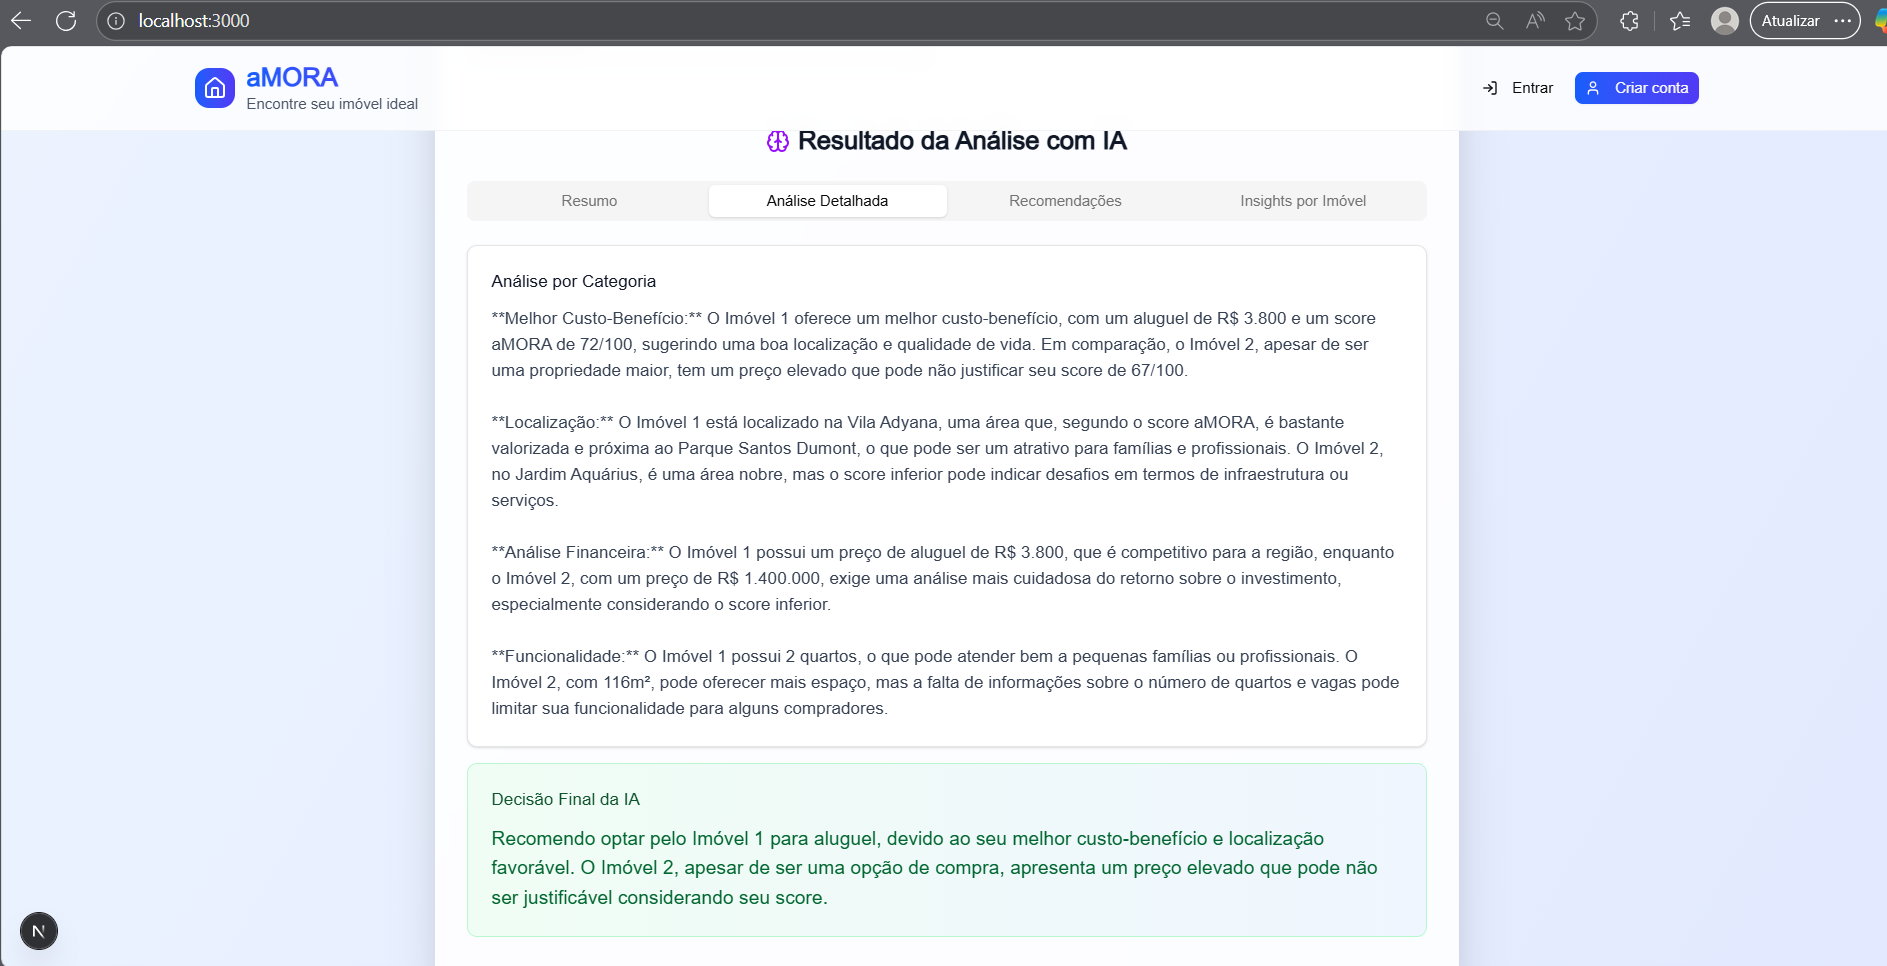 localhost:3000
Atualizar
aMORA
Encontre seu imóvel ideal
Entrar
Criar conta
Resultado da Análise com IA
Resumo
Análise Detalhada
Recomendações
Insights por Imóvel
Análise por Categoria
**Melhor Custo-Benefício:** O Imóvel 1 oferece um melhor custo-benefício, com um aluguel de R$ 3.800 e um score
aMORA de 72/100, sugerindo uma boa localização e qualidade de vida. Em comparação, o Imóvel 2, apesar de ser
uma propriedade maior, tem um preço elevado que pode não justificar seu score de 67/100.
**Localização:** O Imóvel 1 está localizado na Vila Adyana, uma área que, segundo o score aMORA, é bastante
valorizada e próxima ao Parque Santos Dumont, o que pode ser um atrativo para famílias e profissionais. O Imóvel 2,
no Jardim Aquárius, é uma área nobre, mas o score inferior pode indicar desafios em termos de infraestrutura ou
serviços.
**Análise Financeira:** O Imóvel 1 possui um preço de aluguel de R$ 3.800, que é competitivo para a região, enquanto
o Imóvel 2, com um preço de R$ 1.400.000, exige uma análise mais cuidadosa do retorno sobre o investimento,
especialmente considerando o score inferior.
**Funcionalidade:** O Imóvel 1 possui 2 quartos, o que pode atender bem a pequenas famílias ou profissionais. O
Imóvel 2, com 116m², pode oferecer mais espaço, mas a falta de informações sobre o número de quartos e vagas pode
limitar sua funcionalidade para alguns compradores.
Decisão Final da IA
Recomendo optar pelo Imóvel 1 para aluguel, devido ao seu melhor custo-benefício e localização
favorável. O Imóvel 2, apesar de ser uma opção de compra, apresenta um preço elevado que pode não
ser justificável considerando seu score.
N